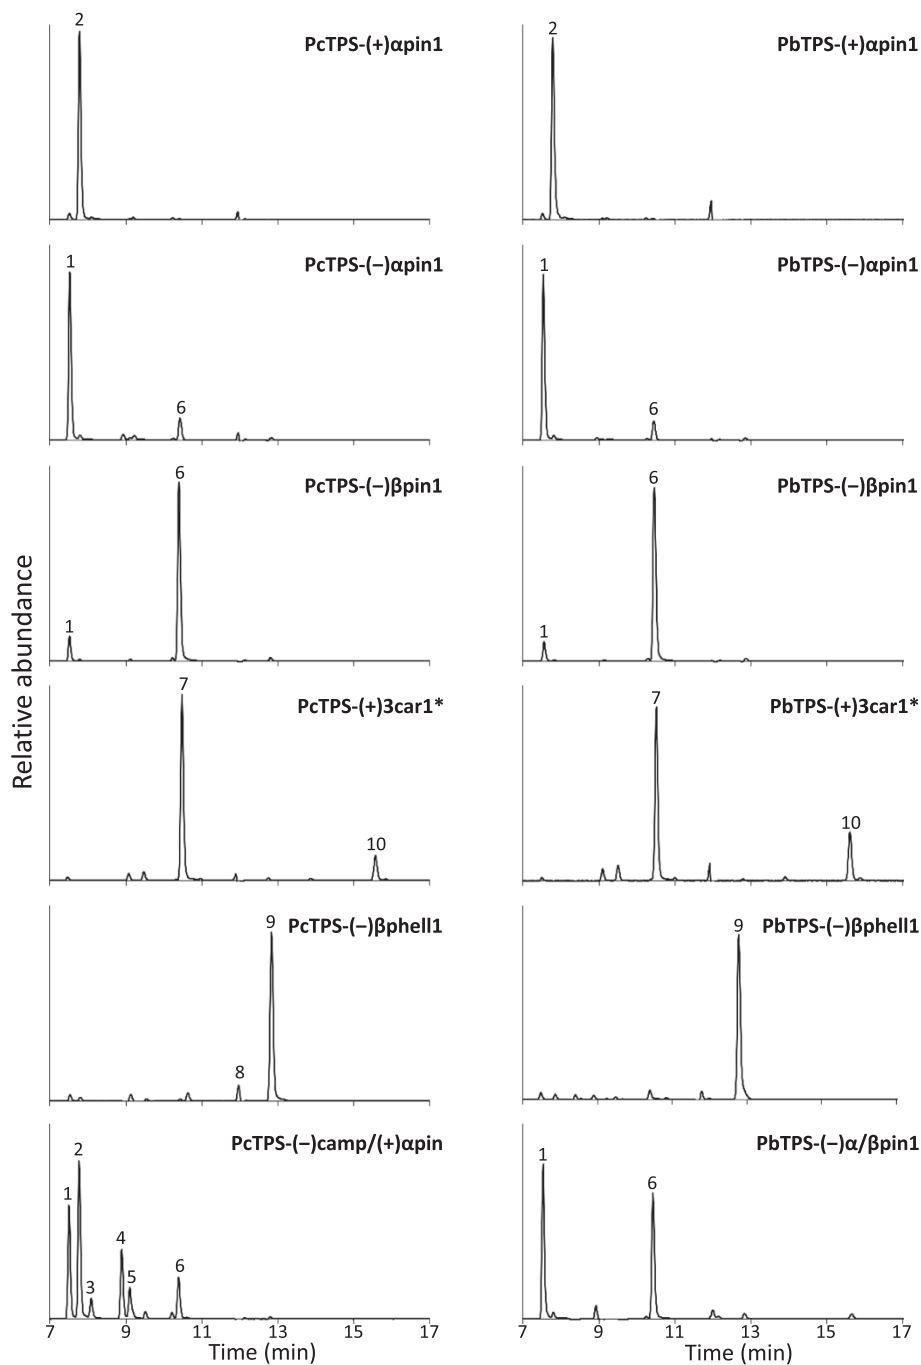 2
PcTPS-(+)αpin1
2
PbTPS-(+)αpin1
1
6
PcTPS-(–)αpin1
1
6
PbTPS-(–)αpin1
1
6
PcTPS-(–)βpin1
1
6
PbTPS-(–)βpin1
Relative abundance
7
10
PcTPS-(+)3car1*
7
10
PbTPS-(+)3car1*
8
9
PcTPS-(–)βphell1
9
PbTPS-(–)βphell1
1
2
3
4
5
6
PcTPS-(–)camp/(+)αpin
1
6
PbTPS-(–)α/βpin1
7 9 11 13 15 17
7 9 11 13 15 17
Time (min)
Time (min)